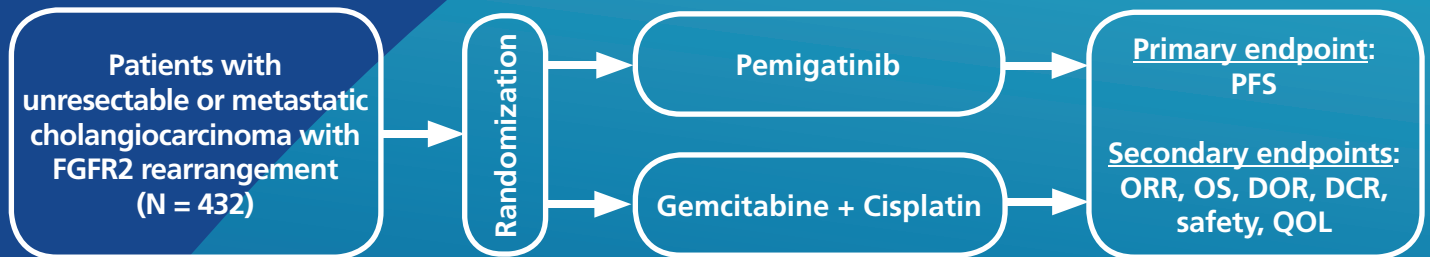 Patients with
unresectable or metastatic
cholangiocarcinoma with
FGFR2 rearrangement
(N = 432)
Randomization
Pemigatinib
Gemcitabine + Cisplatin
Primary endpoint:
PFS
Secondary endpoints:
ORR, OS, DOR, DCR,
safety, QOL